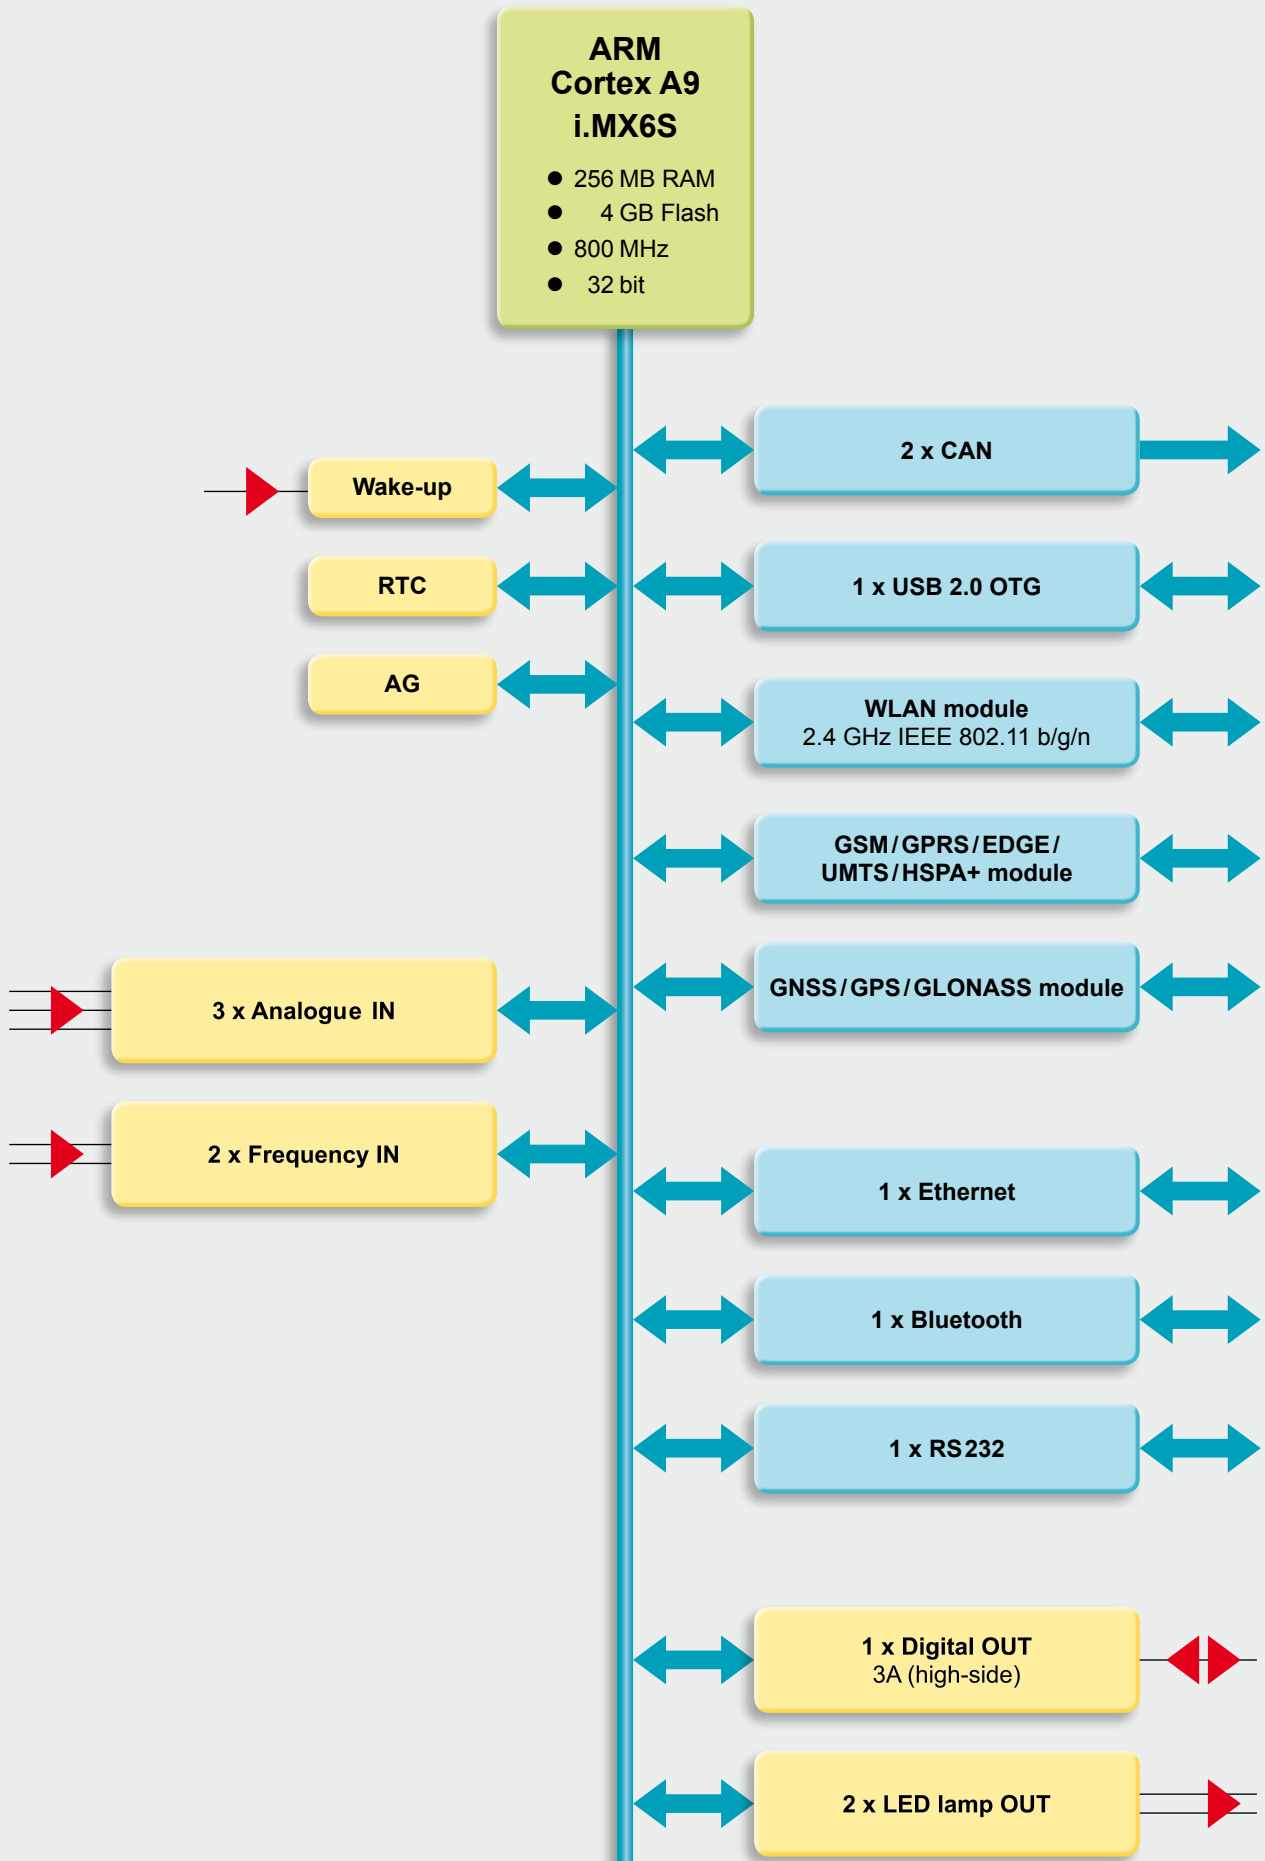 ARM
Cortex A9
i.MX6S
● 256 MB RAM
● 4 GB Flash
● 800 MHz
● 32 bit
2 x CAN
Wake-up
RTC
1 x USB 2.0 OTG
AG
WLAN module
2.4 GHz IEEE 802.11 b/g/n
GSM/GPRS/EDGE/
UMTS/HSPA+ module
GNSS/GPS/GLONASS module
3 x Analogue IN
2 x Frequency IN
1 x Ethernet
1 x Bluetooth
1 x RS232
1 x Digital OUT
3A (high-side)
2 x LED lamp OUT